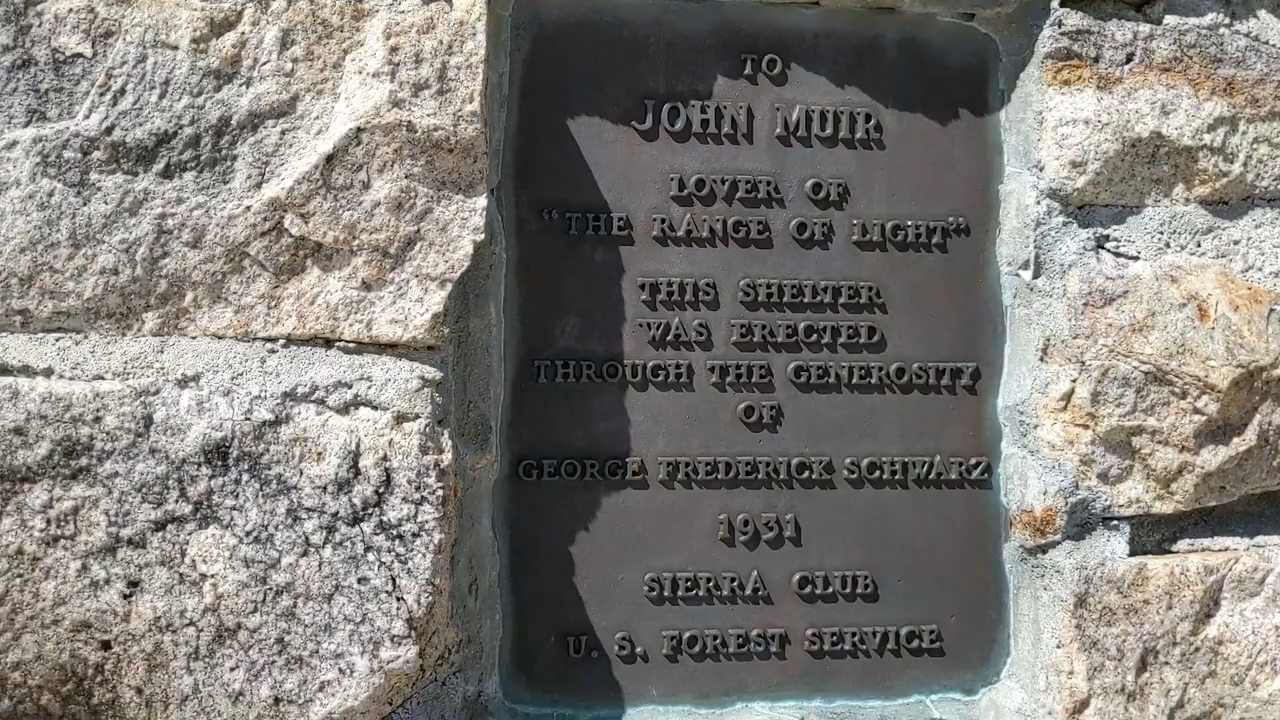 TO
JOHN MUIR
LOVER OF
“THE RANGE OF LIGHT”
THIS SHELTER
WAS ERECTED
THROUGH THE GENEROSITY
OF
GEORGE FREDERICK SCHWARZ
1931
SIERRA CLUB
U. S. FOREST SERVICE